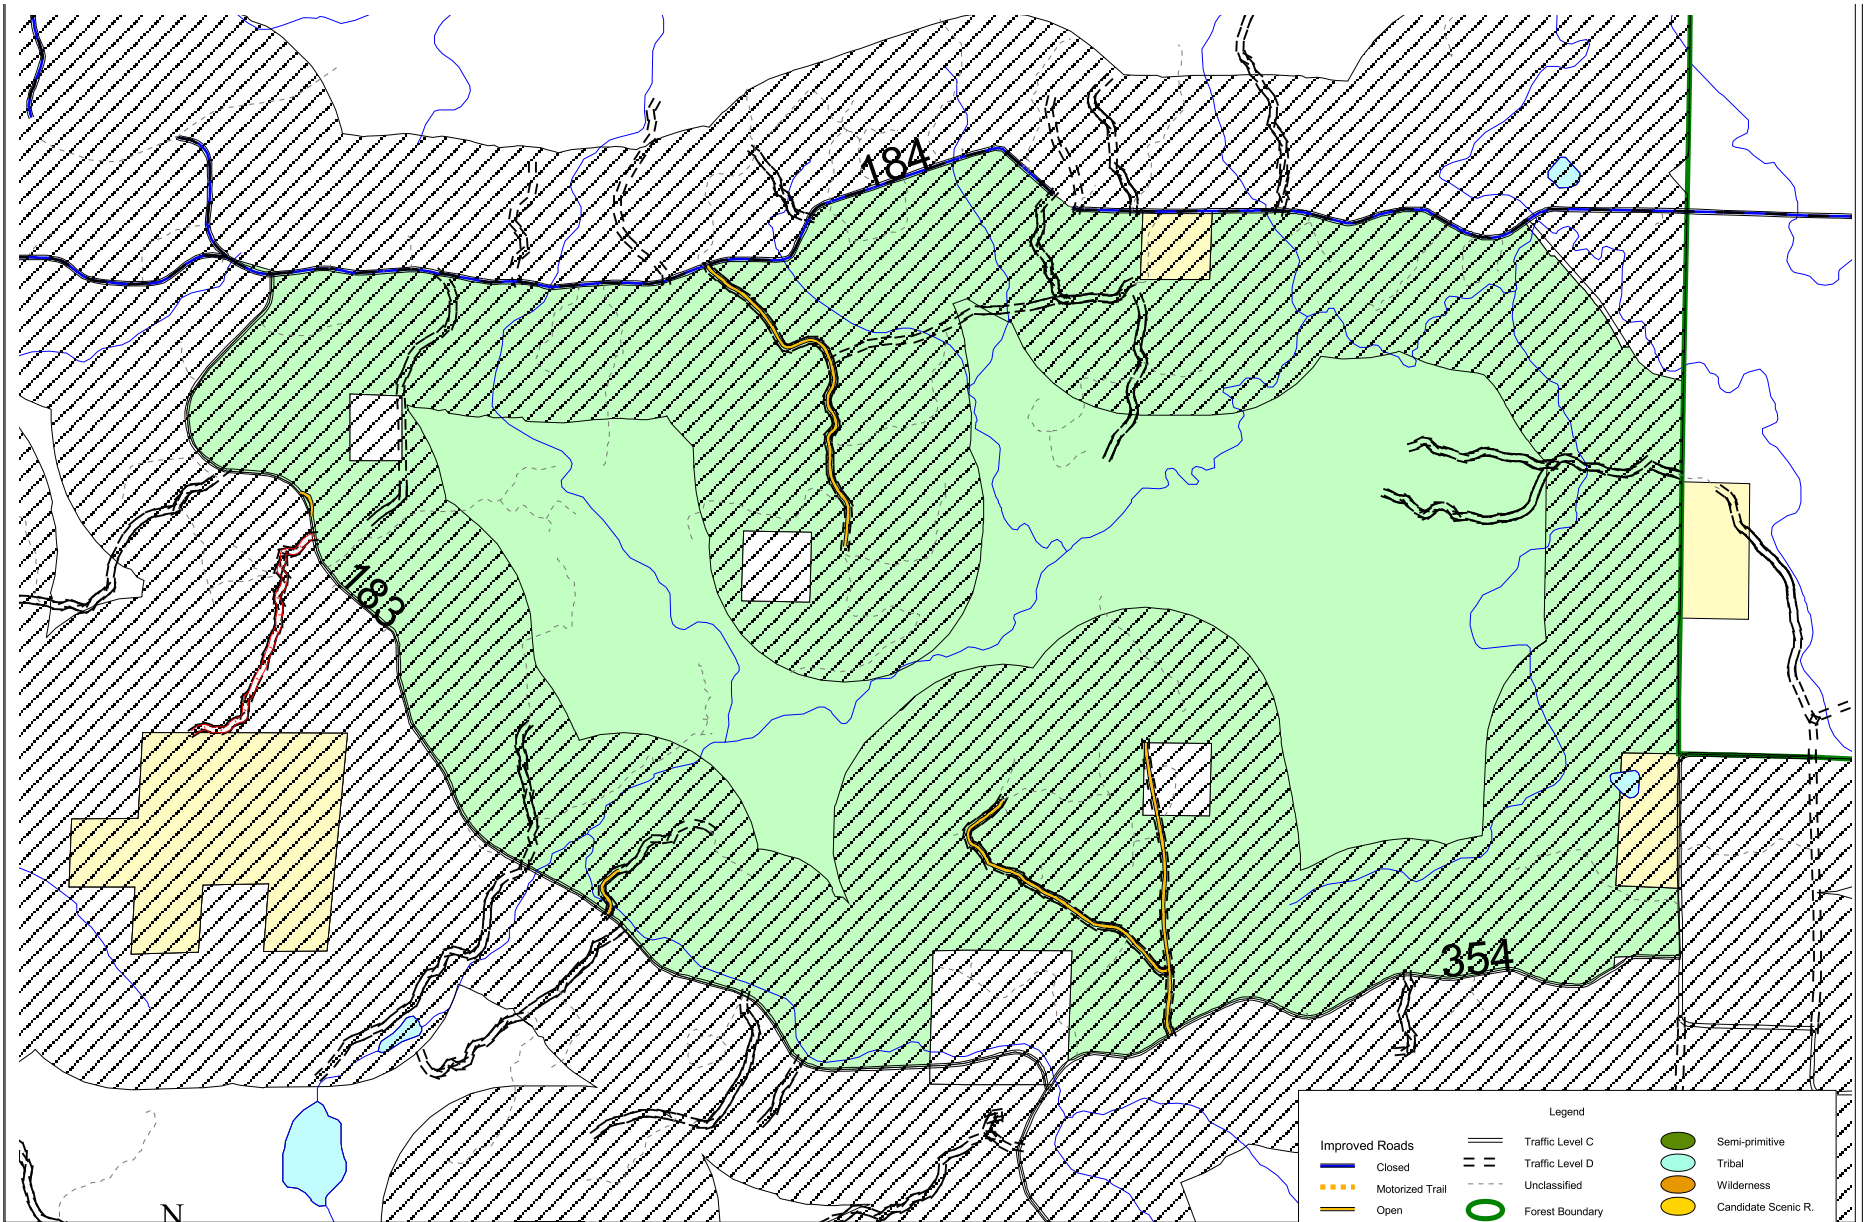 184
183
354
N
Legend
Improved Roads
Closed
Motorized Trail
Open
Traffic Level C
Traffic Level D
Unclassified
Forest Boundary
Semi-primitive
Tribal
Wilderness
Candidate Scenic R.